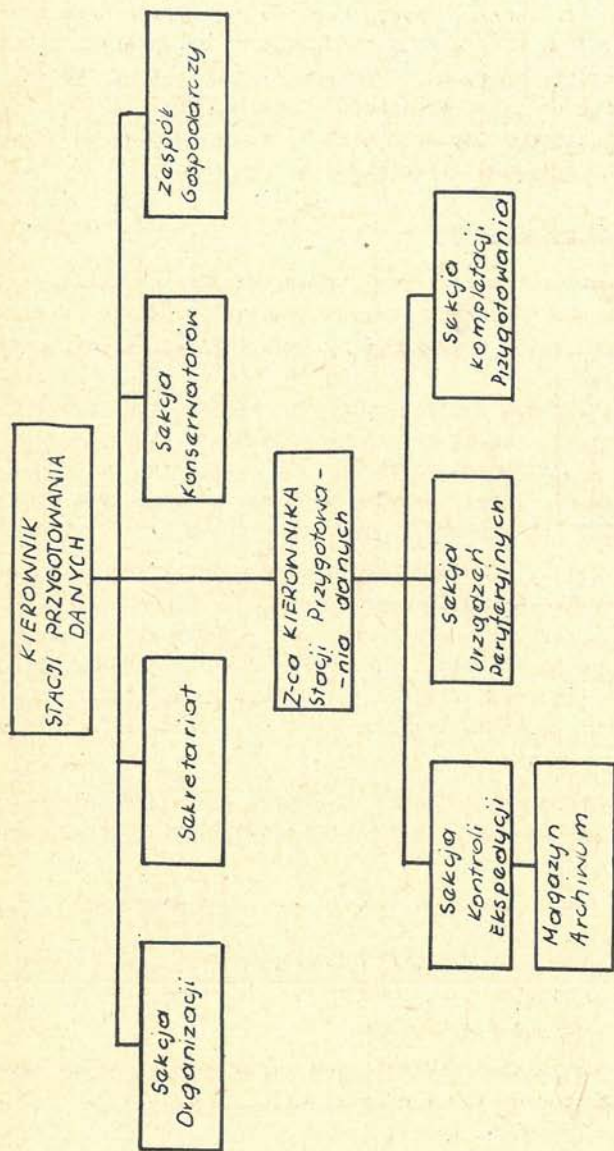 KIEROWNIK
STACJI PRZYGOTOWANIA
DANYCH
Sekcja
Organizacji
Sekretariat
Sekcja
Konserwatorów
zespół
Gospodarczy
Z-ca KIEROWNIKA
Stacji Przygotowa-
-nia danych
Sekcja
Kontroli
Ekspedycji
Sekcja
Urządzeń
Peryferyjnych
Sekcja
Kompletacji
Przygotowania
Magazyn
Archiwum